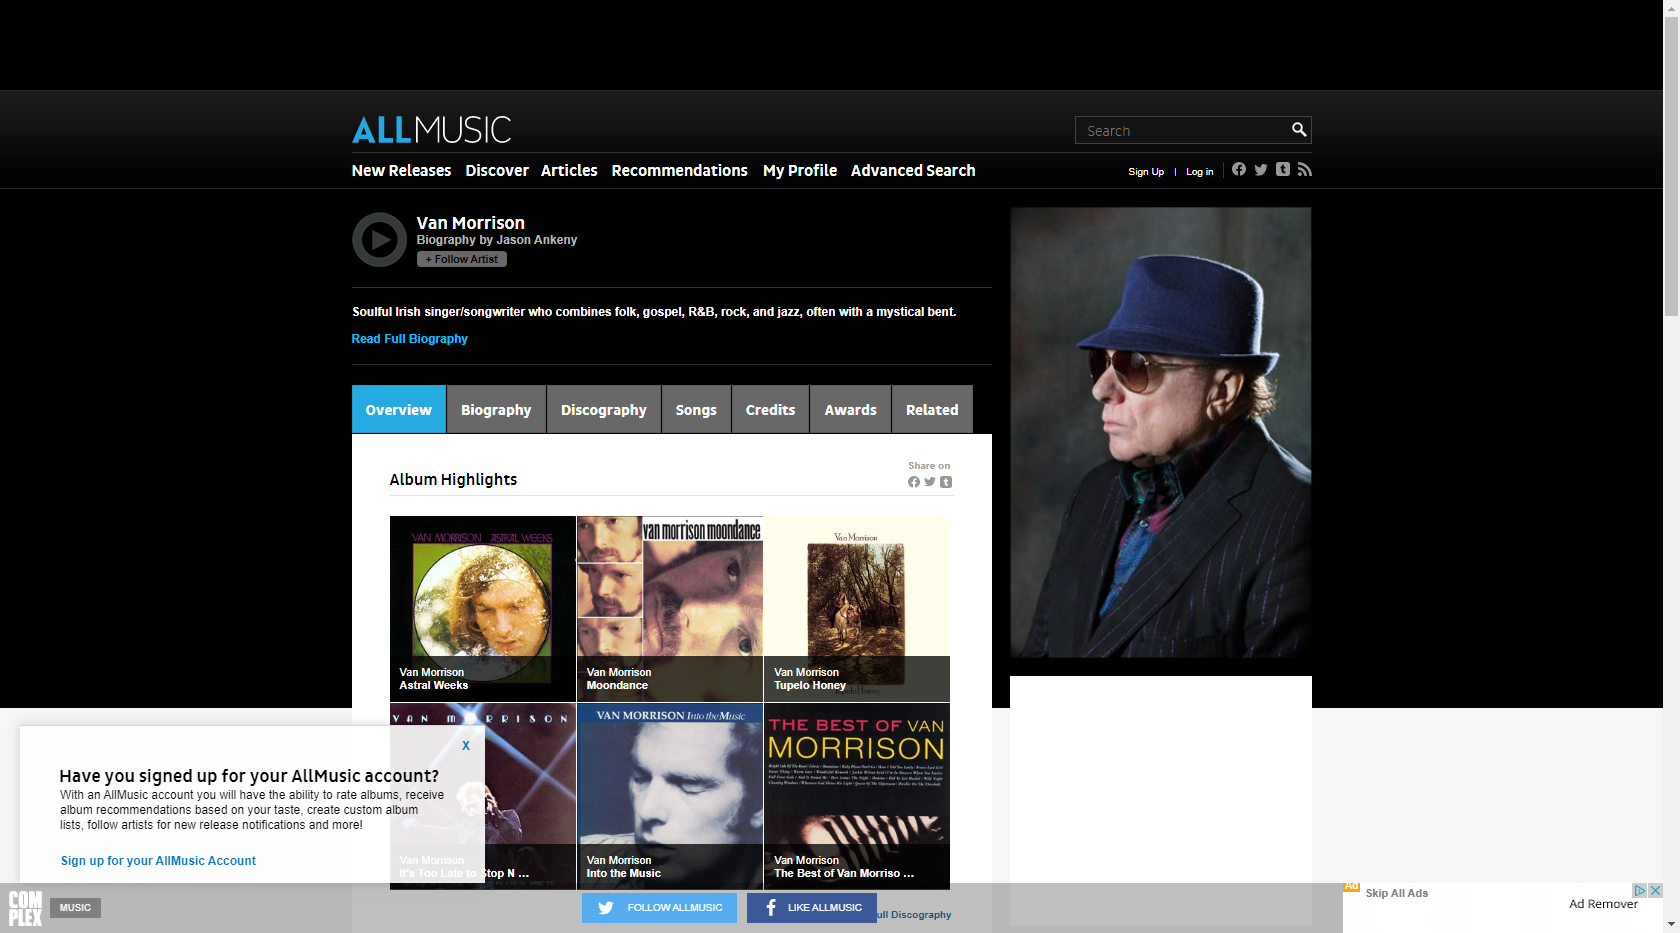 ALLMUSIC
Search
New Releases Discover Articles Recommendations My Profile Advanced Search
Sign Up | Log in
Van Morrison
Biography by Jason Ankeny
+ Follow Artist
Soulful Irish singer/songwriter who combines folk, gospel, R&B, rock, and jazz, often with a mystical bent.
Read Full Biography
Overview Biography Discography Songs Credits Awards Related
Share on
Album Highlights
VAN MORRISON ASTRAL WEEKS
Van Morrison
Astral Weeks
van morrison moondance
Van Morrison
Moondance
Van Morrison
Tupelo Honey
Van Morrison
Tupelo Honey
VAN MORRISON
Van Morrison
It's Too Late to Stop N ...
VAN MORRISON Into the Music
Van Morrison
Into the Music
THE BEST OF VAN
MORRISON
Van Morrison
The Best of Van Morriso ...
X
Have you signed up for your AllMusic account?
With an AllMusic account you will have the ability to rate albums, receive
album recommendations based on your taste, create custom album
lists, follow artists for new release notifications and more!
Sign up for your AllMusic Account
COM
PLEX
MUSIC
FOLLOW ALLMUSIC
LIKE ALLMUSIC
ull Discography
Ad
Skip All Ads
Ad Remover